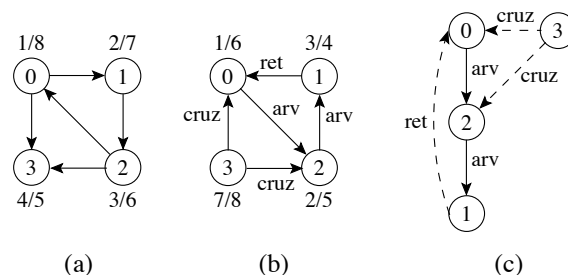 1/8 2/7
0 1
3 2
4/5 3/6
(a)
1/6 3/4
ret
0 1
cruz arv arv
3 2
cruz
7/8 2/5
(b)
cruz
0 3
arv cruz
ret 2
arv
1
(c)